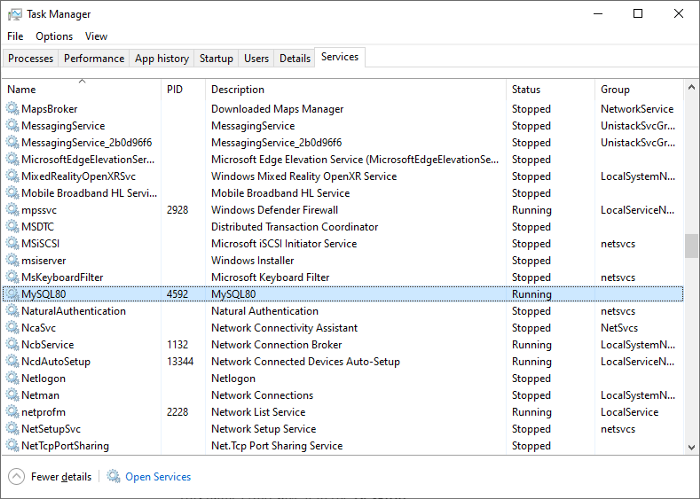 Task Manager
File Options View
Processes Performance App history Startup Users Details Services
Name PID Description Status Group
MapsBroker Downloaded Maps Manager Stopped NetworkService
MessagingService MessagingService Stopped UnistackSvcGr...
MessagingService_2b0d96f6 MessagingService_2b0d96f6 Stopped UnistackSvcGr...
MicrosoftEdgeElevationSer... Microsoft Edge Elevation Service (MicrosoftEdgeElevationSe... Stopped
MixedRealityOpenXRSvc Windows Mixed Reality OpenXR Service Stopped LocalSystemN...
Mobile Broadband HL Servi... Mobile Broadband HL Service Stopped
mpssvc 2928 Windows Defender Firewall Running LocalServiceN...
MSDTC Distributed Transaction Coordinator Stopped
MSiSCSI Microsoft iSCSI Initiator Service Stopped netsvcs
msiserver Windows Installer Stopped
MsKeyboardFilter Microsoft Keyboard Filter Stopped netsvcs
MySQL80 4592 MySQL80 Running
NaturalAuthentication Natural Authentication Stopped netsvcs
NcaSvc Network Connectivity Assistant Stopped NetSvcs
NcbService 1132 Network Connection Broker Running LocalSystemN...
NcdAutoSetup 13344 Network Connected Devices Auto-Setup Running LocalServiceN...
Netlogon Netlogon Stopped
Netman Network Connections Stopped LocalSystemN...
netprofm 2228 Network List Service Running LocalService
NetSetupSvc Network Setup Service Stopped netsvcs
NetTcpPortSharing Net.Tcp Port Sharing Service Stopped
Fewer details Open Services